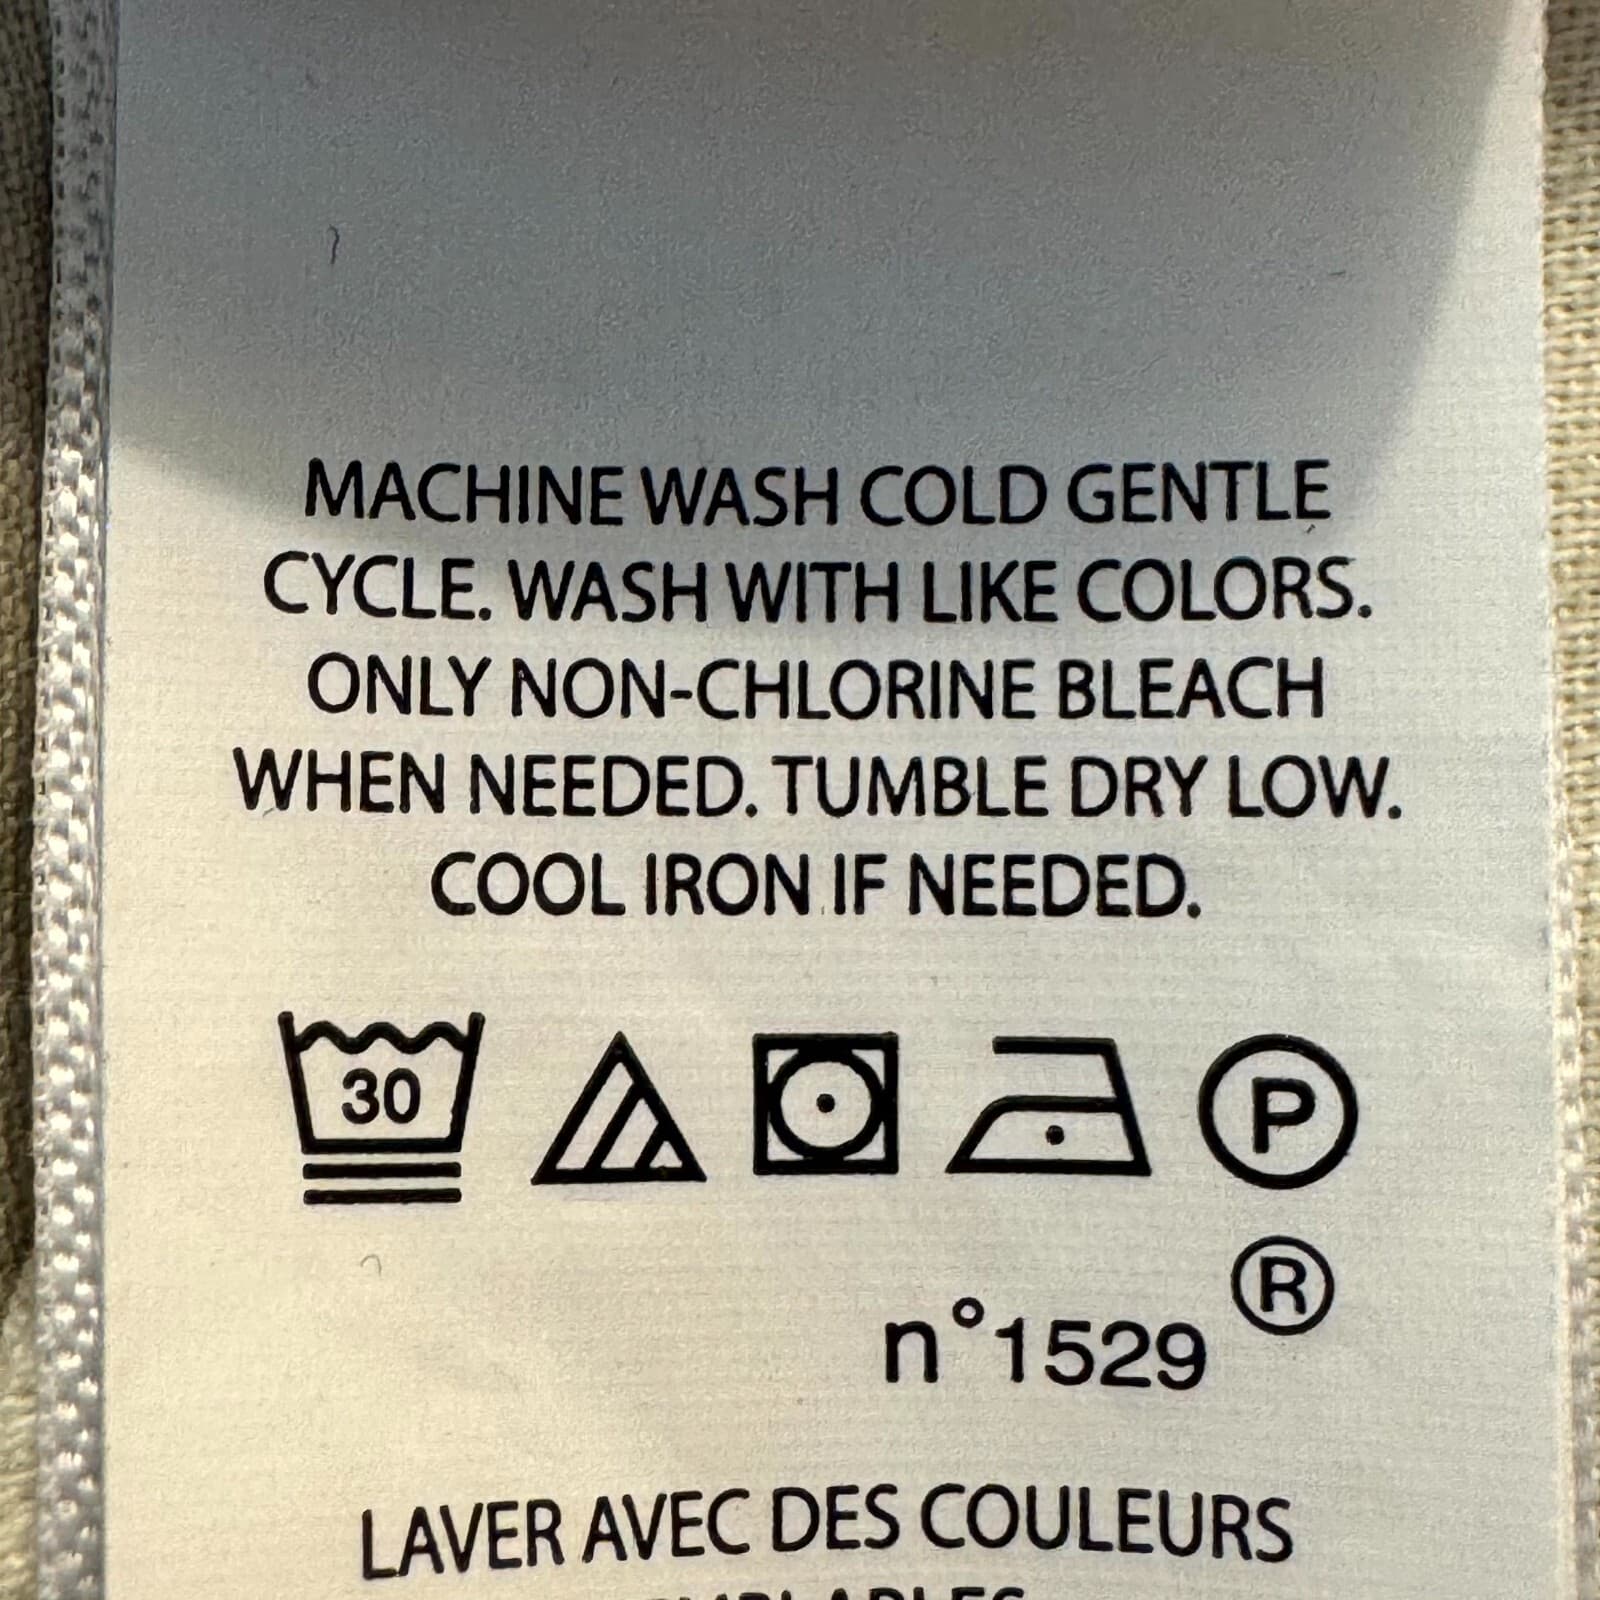 MACHINE WASH COLD GENTLE
CYCLE. WASH WITH LIKE COLORS.
ONLY NON-CHLORINE BLEACH
WHEN NEEDED. TUMBLE DRY LOW.
COOL IRON IF NEEDED.
30 P
®
n°1529
LAVER AVEC DES COULEURS